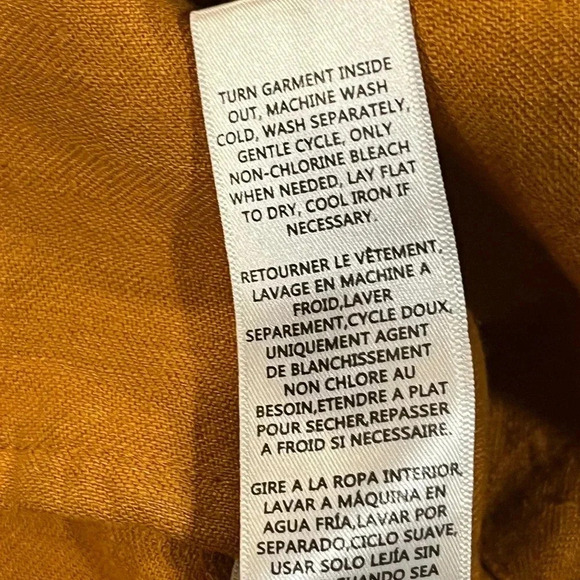 TURN GARMENT INSIDE
OUT, MACHINE WASH
COLD, WASH SEPARATELY,
GENTLE CYCLE, ONLY
NON-CHLORINE BLEACH
WHEN NEEDED, LAY FLAT
TO DRY, COOL IRON IF
NECESSARY.
RETOURNER LE VÊTEMENT,
LAVAGE EN MACHINE A
FROID,LAVER
SEPAREMENT,CYCLE DOUX,
UNIQUEMENT AGENT
DE BLANCHISSEMENT
NON CHLORE AU
BESOIN,ETENDRE A PLAT
POUR SECHER,REPASSER
A FROID SI NECESSAIRE.
GIRE A LA ROPA INTERIOR,
LAVAR A MÁQUINA EN
AGUA FRÍA,LAVAR POR
SEPARADO,CICLO SUAVE,
USAR SOLO LEJÍA SIN
CUANDO SEA